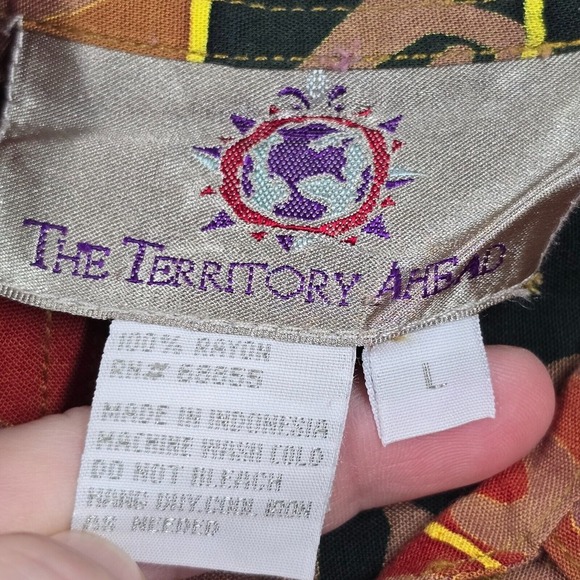 THE TERRITORY AHEAD
100% RAYON
RN# 68855
L
MADE IN INDONESIA
MACHINE WASH COLD
DO NOT BLEACH
HANG DRY, COOL IRON
AS NEEDED